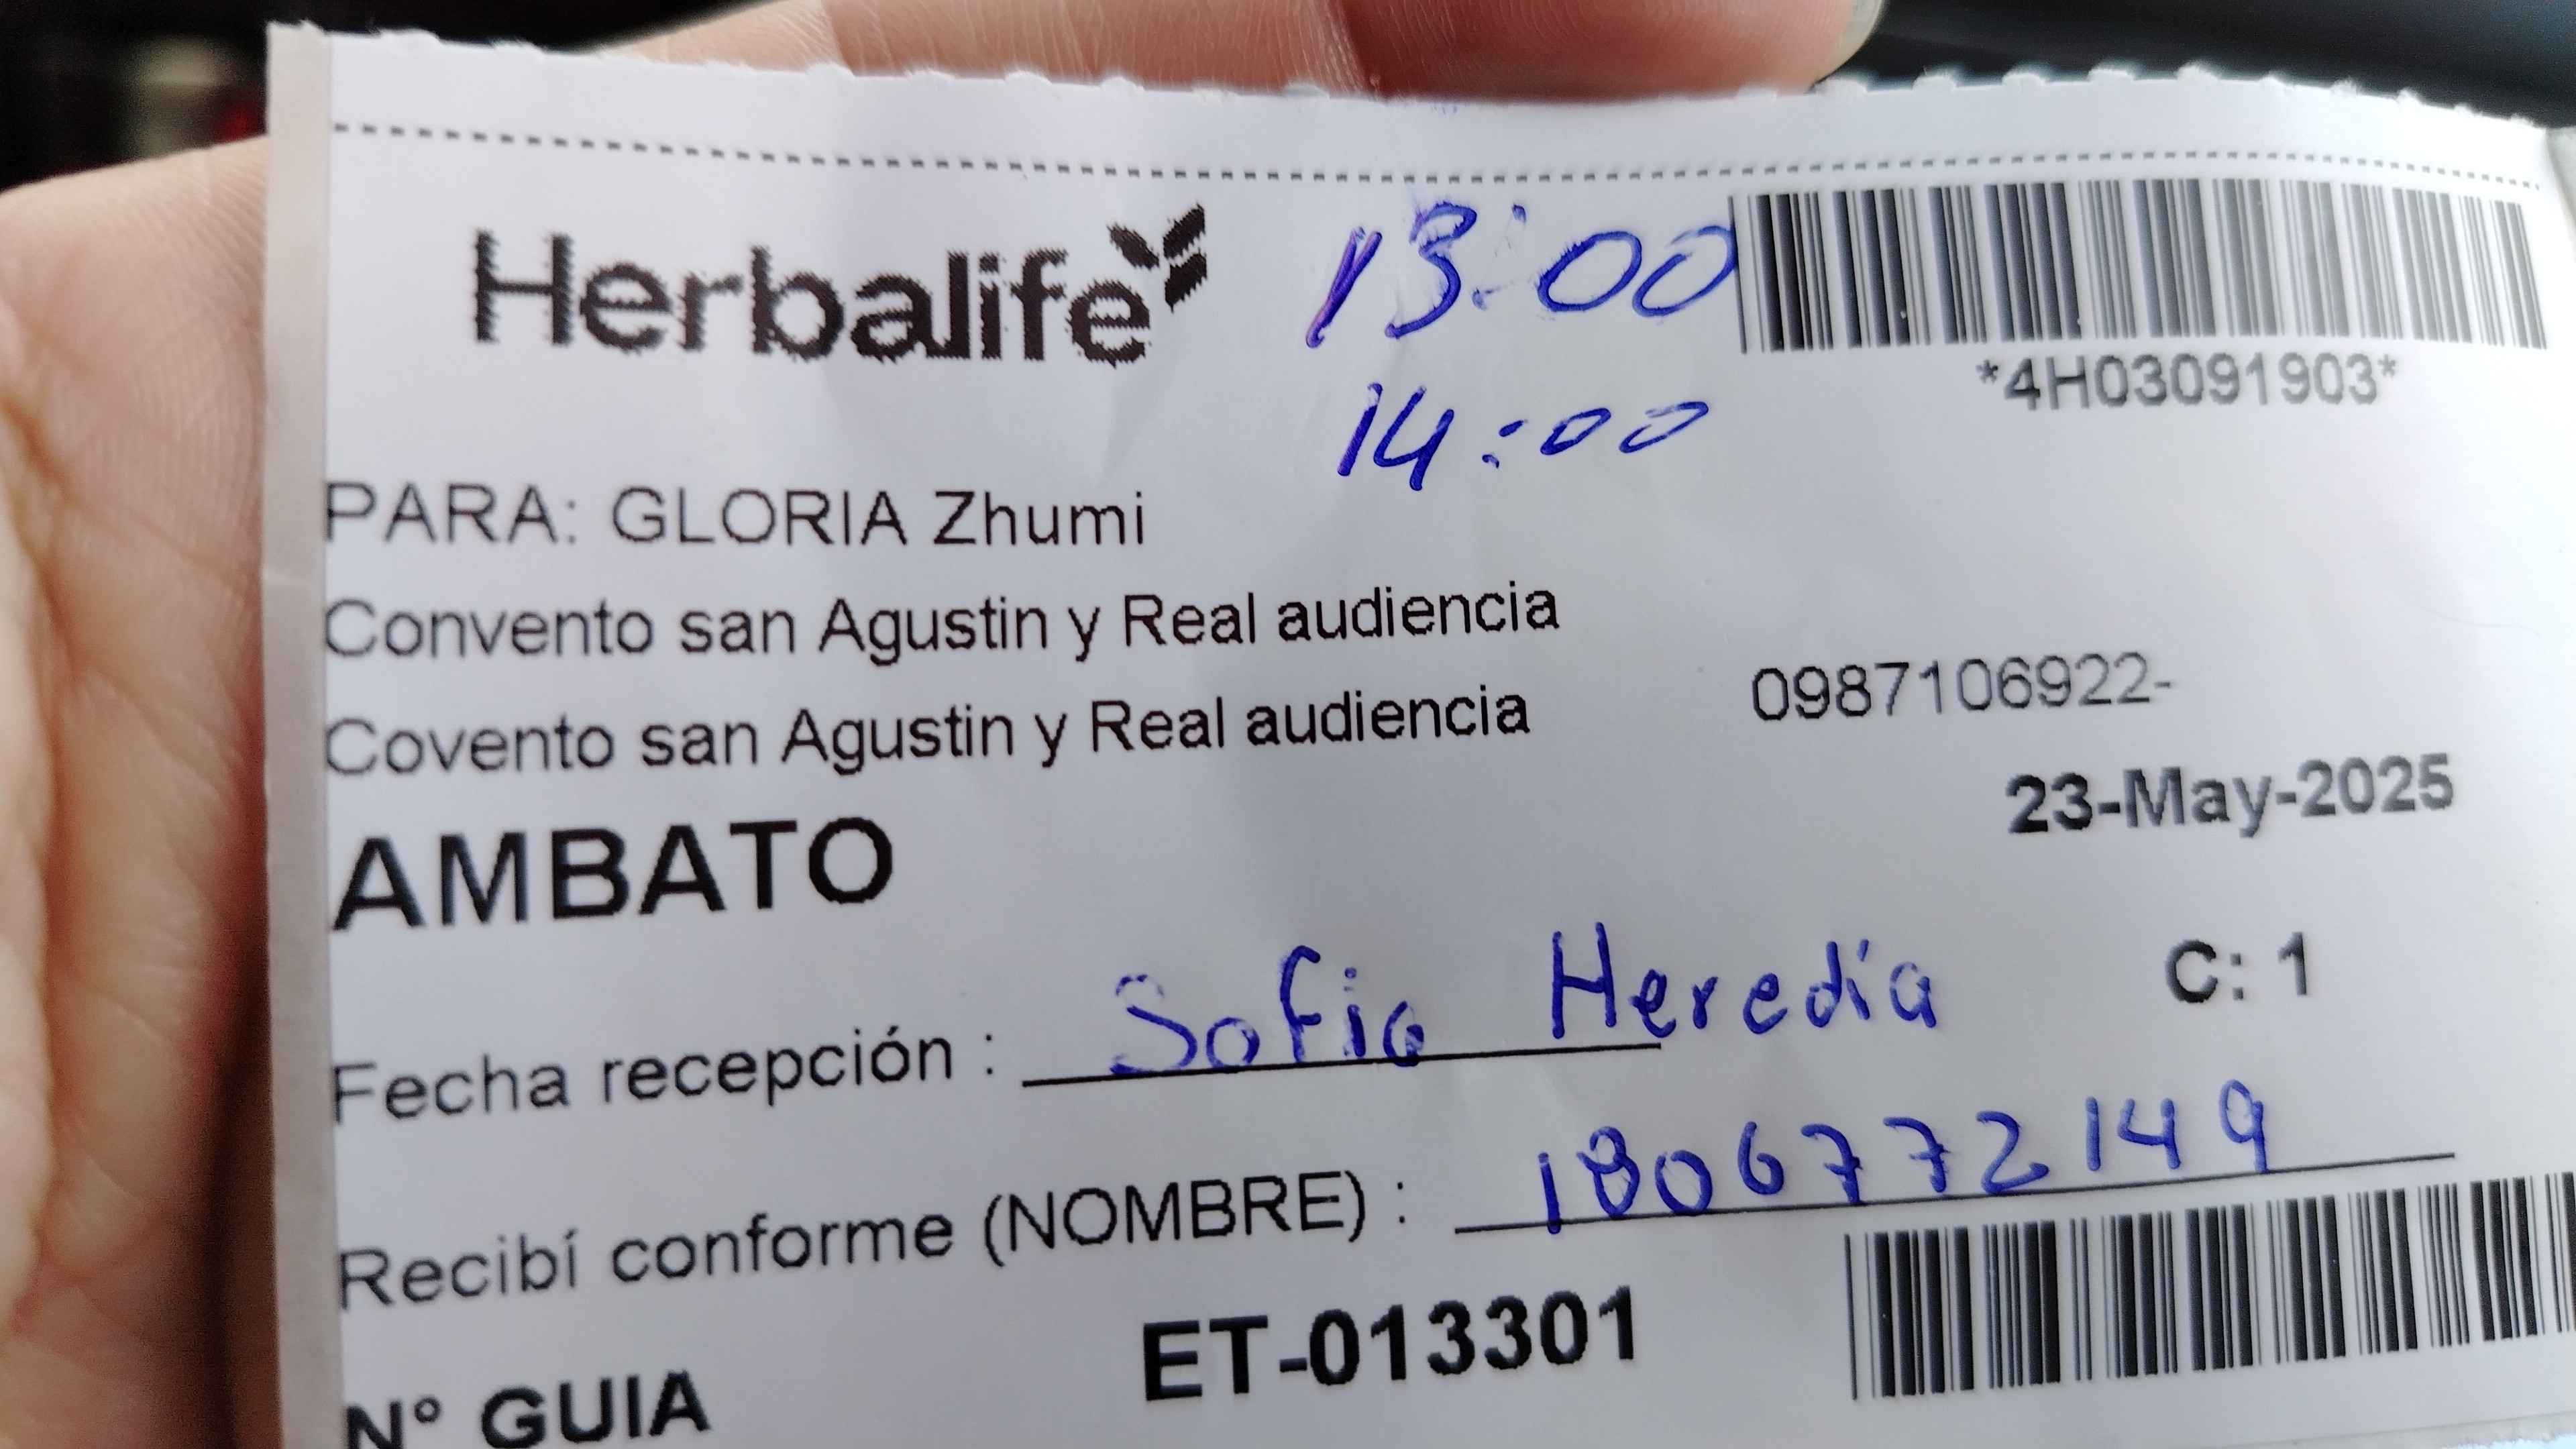 Herbalife 13:00
*4H03091903*
14:00
PARA: GLORIA Zhumi
Convento san Agustin y Real audiencia
Covento san Agustin y Real audiencia 0987106922-
23-May-2025
AMBATO
C: 1
Fecha recepción : Sofia Heredia
Recibí conforme (NOMBRE) : 1806772149
N° GUIA ET-013301